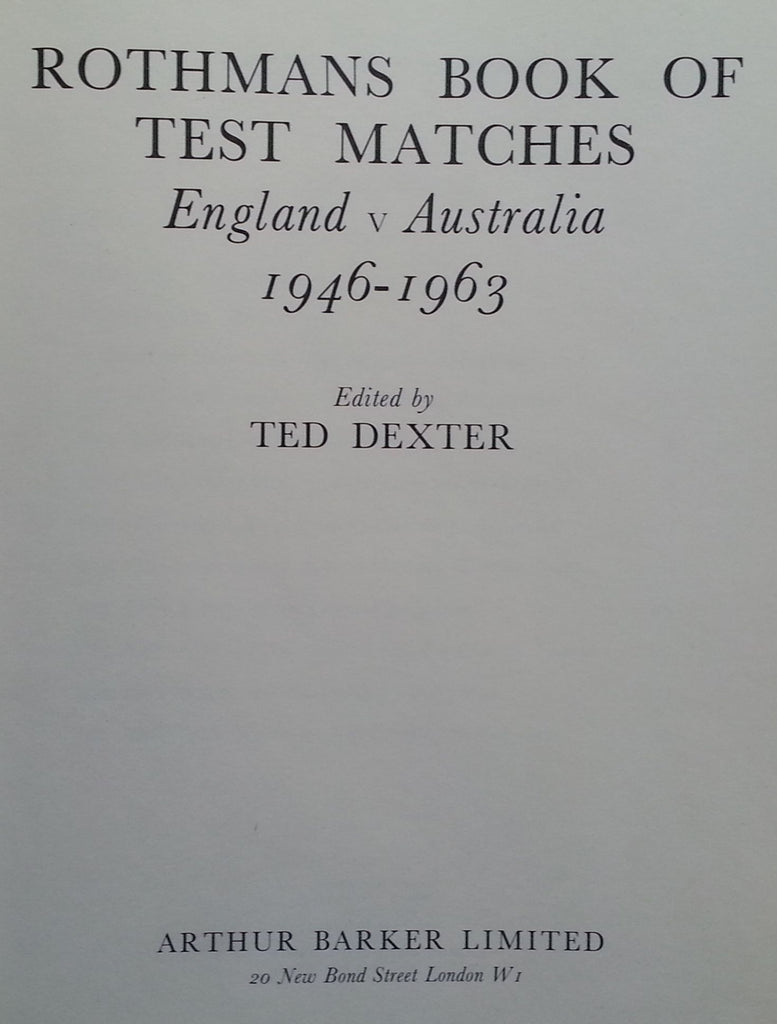 ROTHMANS BOOK OF
TEST MATCHES
England v Australia
1946-1963
Edited by
TED DEXTER
ARTHUR BARKER LIMITED
20 New Bond Street London W1